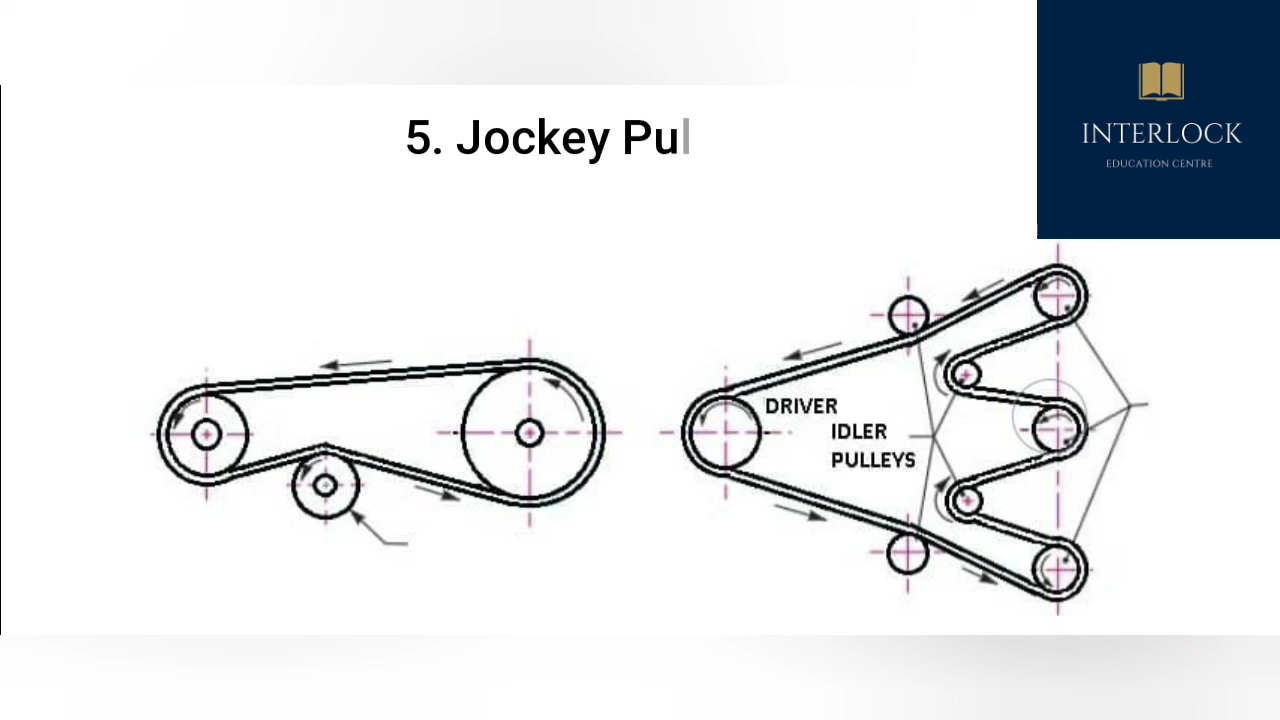 5. Jockey Pul
INTERLOCK
EDUCATION CENTRE
DRIVER
IDLER
PULLEYS